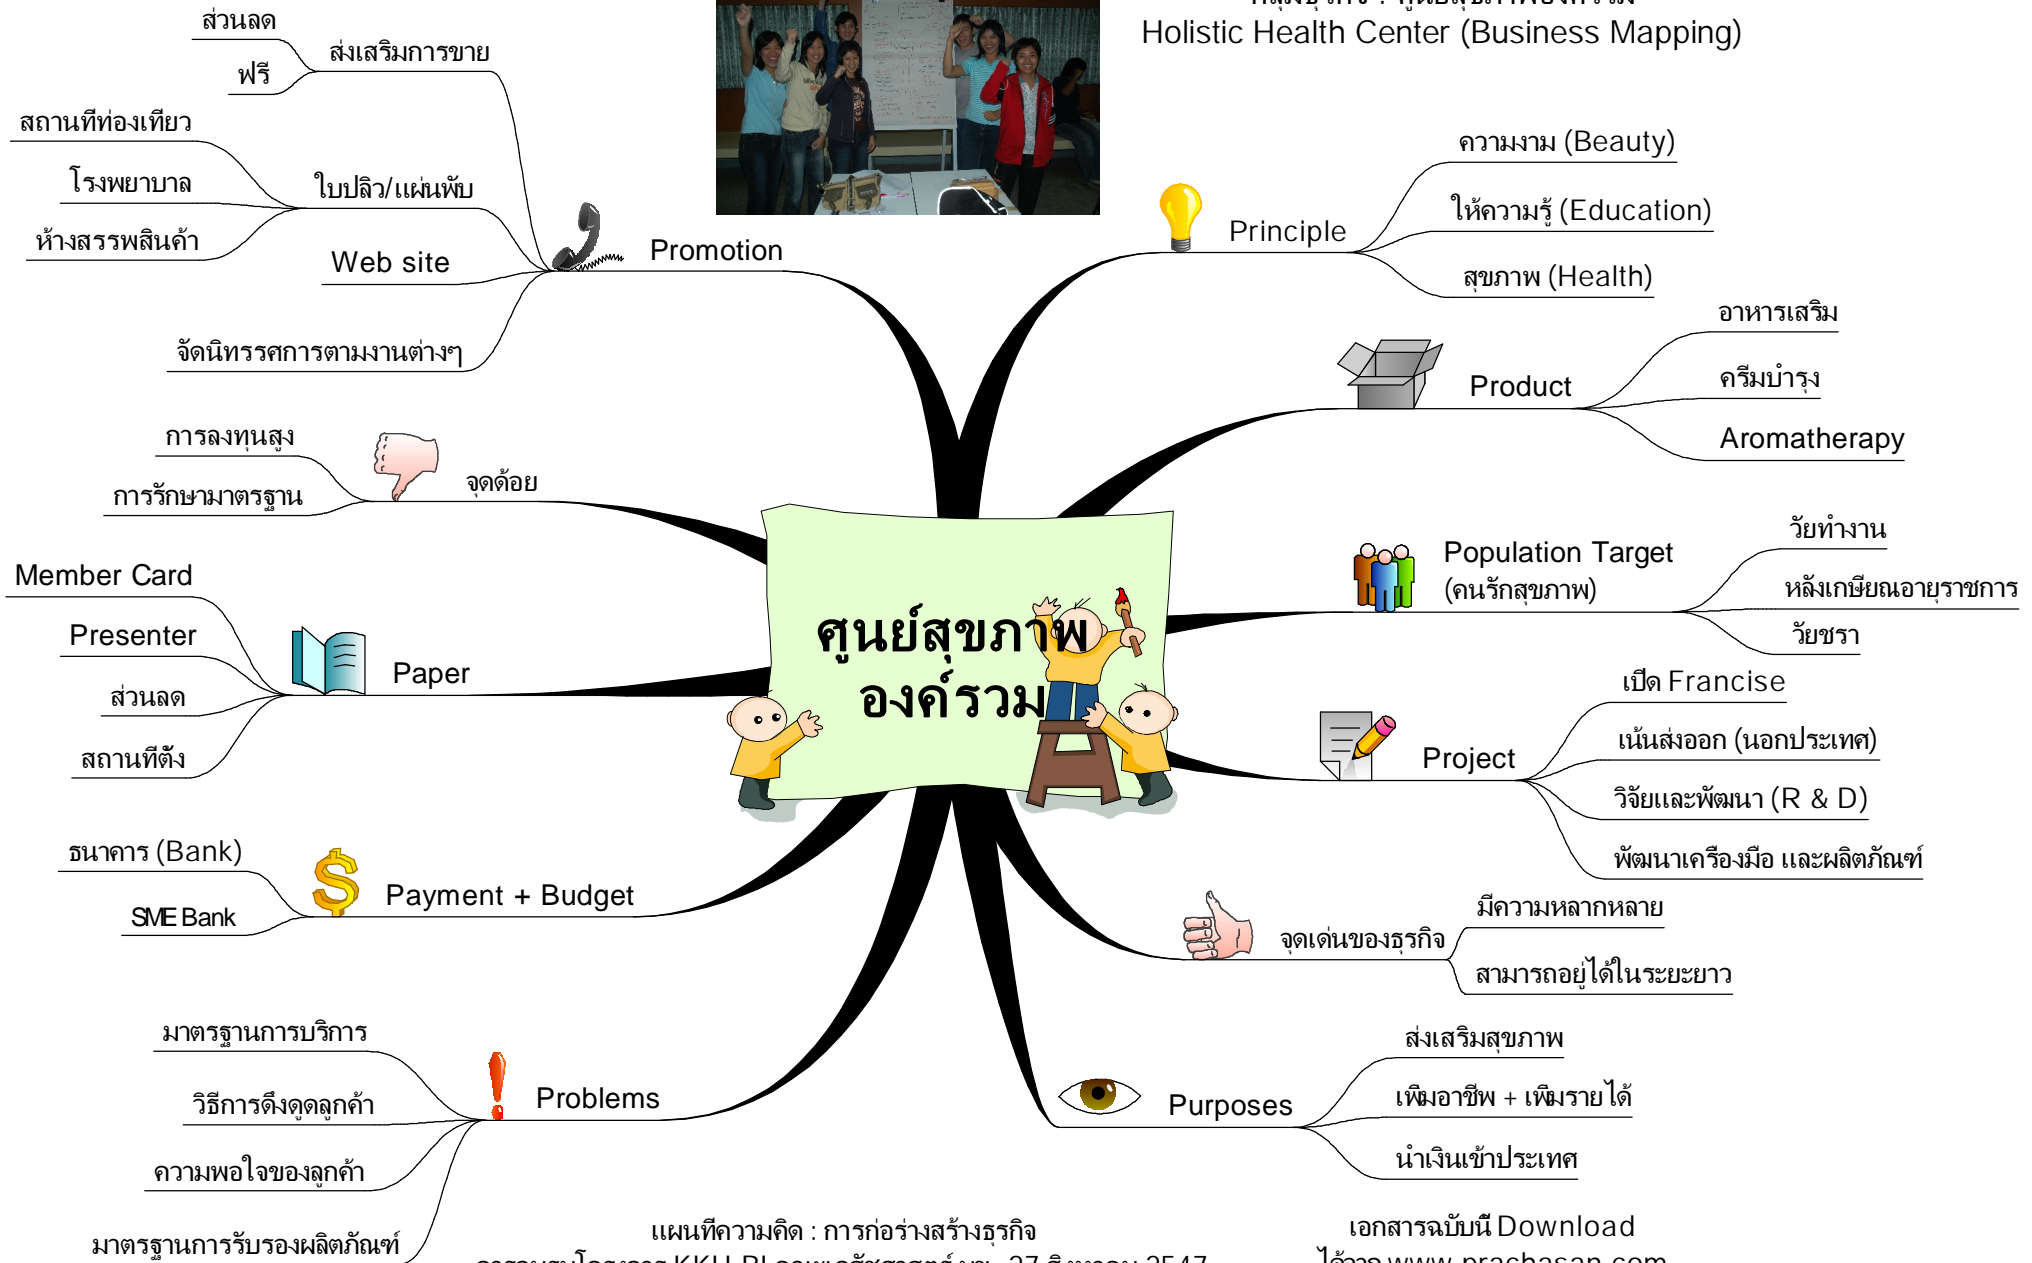 Holistic Health Center (Business Mapping)
ศูนย์สุขภาพ
องค์รวม
Principle
ความงาม (Beauty)
ให้ความรู้ (Education)
สุขภาพ (Health)
Product
อาหารเสริม
ครีมบำรุง
Aromatherapy
Population Target
(คนรักสุขภาพ)
วัยทำงาน
หลังเกษียณอายุราชการ
วัยชรา
Project
เปิด Francise
เน้นส่งออก (นอกประเทศ)
วิจัยและพัฒนา (R & D)
พัฒนาเครื่องมือ และผลิตภัณฑ์
จุดเด่นของธุรกิจ
มีความหลากหลาย
สามารถอยู่ได้ในระยะยาว
Purposes
ส่งเสริมสุขภาพ
เพิ่มอาชีพ + เพิ่มรายได้
นำเงินเข้าประเทศ
Promotion
ส่งเสริมการขาย
ส่วนลด
ฟรี
ใบปลิว/แผ่นพับ
สถานที่ท่องเที่ยว
โรงพยาบาล
ห้างสรรพสินค้า
Web site
จัดนิทรรศการตามงานต่างๆ
จุดด้อย
การลงทุนสูง
การรักษามาตรฐาน
Paper
Member Card
Presenter
ส่วนลด
สถานที่ตั้ง
Payment + Budget
ธนาคาร (Bank)
SME Bank
Problems
มาตรฐานการบริการ
วิธีการดึงดูดลูกค้า
ความพอใจของลูกค้า
มาตรฐานการรับรองผลิตภัณฑ์
แผนที่ความคิด : การก่อร่างสร้างธุรกิจ
เอกสารฉบับนี้ Download
ได้จาก www.prachasan.com